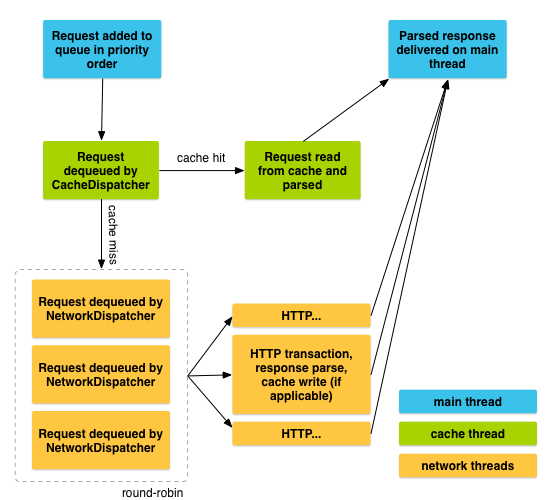 Request added to
queue in priority
order
Parsed response
delivered on main
thread
Request
dequeued by
CacheDispatcher
cache hit
Request read
from cache and
parsed
cache miss
Request dequeued by
NetworkDispatcher
Request dequeued by
NetworkDispatcher
Request dequeued by
NetworkDispatcher
round-robin
HTTP...
HTTP transaction,
response parse,
cache write (if
applicable)
HTTP...
main thread
cache thread
network threads